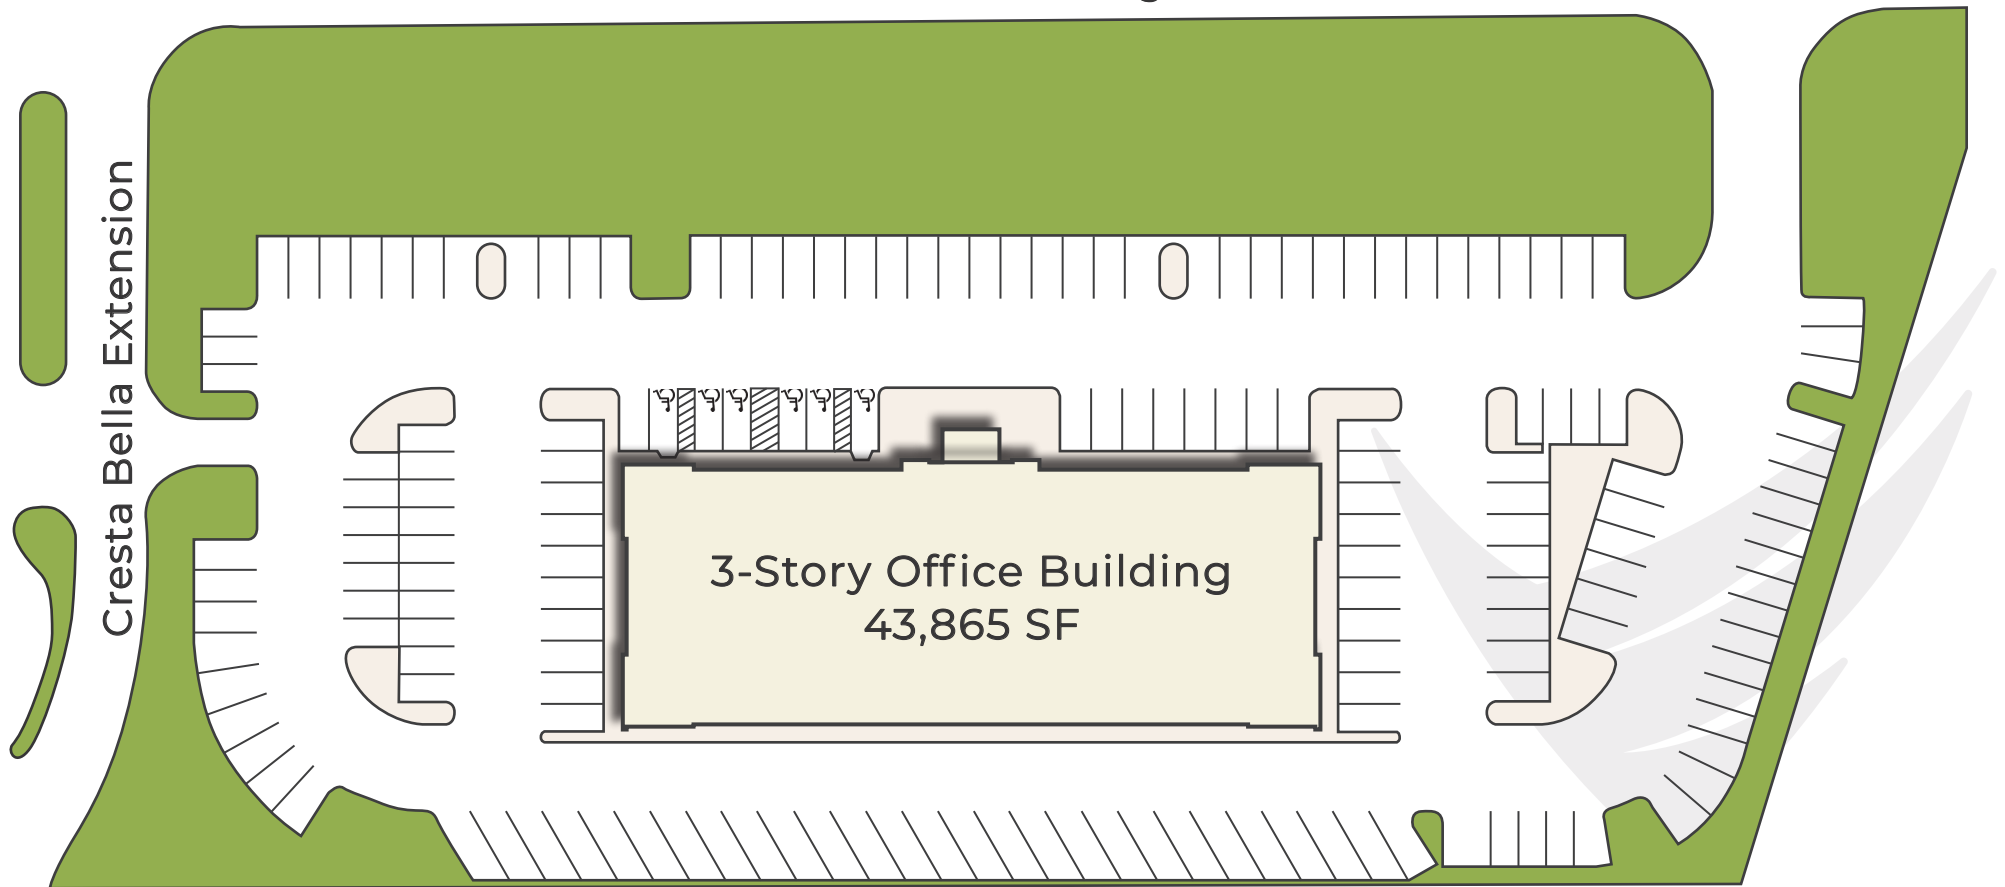 Cresta Bella Extension
3-Story Office Building
43,865 SF